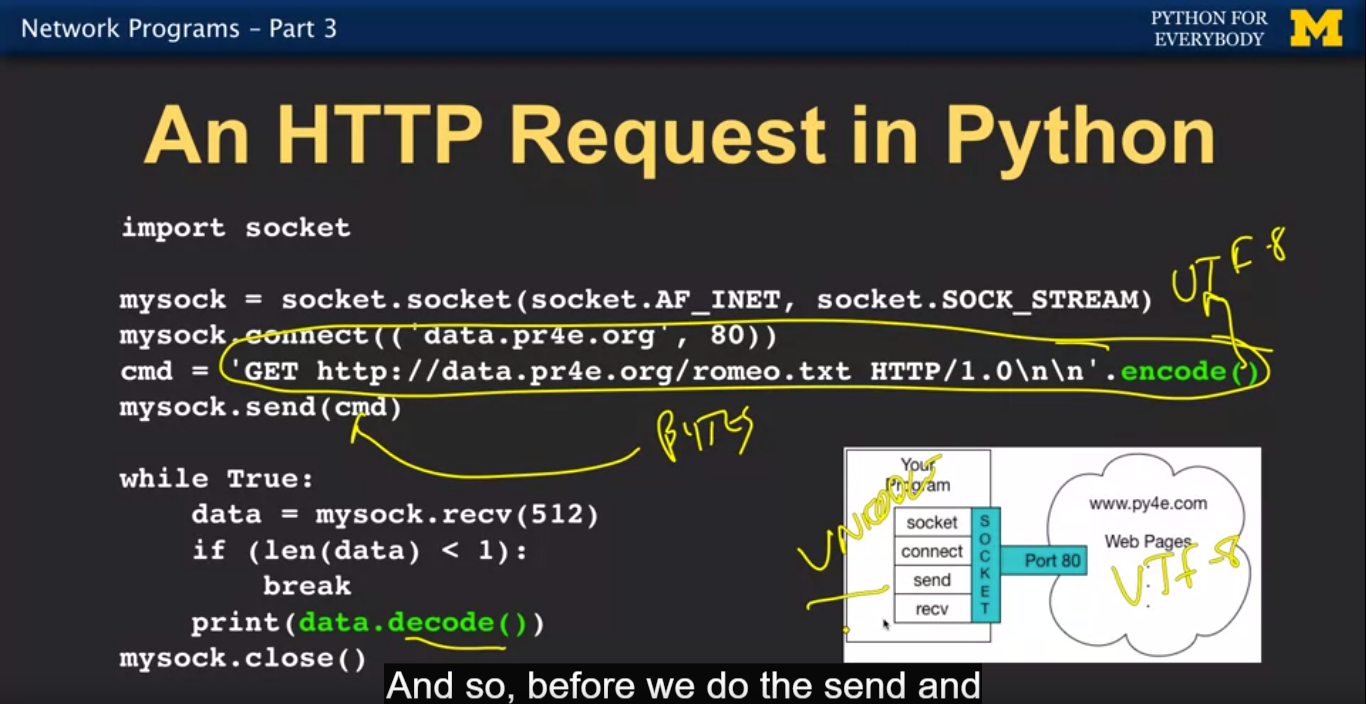 Network Programs – Part 3
PYTHON FOR
EVERYBODY
M
An HTTP Request in Python
import socket
UTF-8
mysock = socket.socket(socket.AF_INET, socket.SOCK_STREAM)
mysock.connect(('data.pr4e.org', 80))
cmd = 'GET http://data.pr4e.org/romeo.txt HTTP/1.0\n\n'.encode()
mysock.send(cmd)
BYTES
while True:
    data = mysock.recv(512)
    if (len(data) < 1):
        break
    print(data.decode())
mysock.close()
Your
Program
UNICODE
socket
connect
send
recv
SOCKET
Port 80
www.py4e.com
Web Pages
UTF-8
And so, before we do the send and